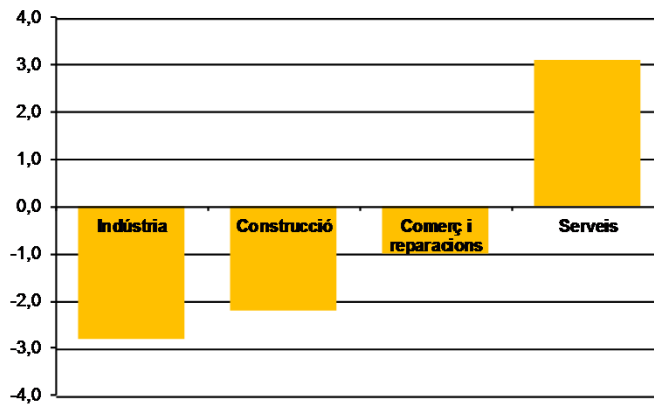 4,0
3,0
2,0
1,0
0,0
-1,0
-2,0
-3,0
-4,0
Indústria
Construcció
Comerç i
reparacions
Serveis